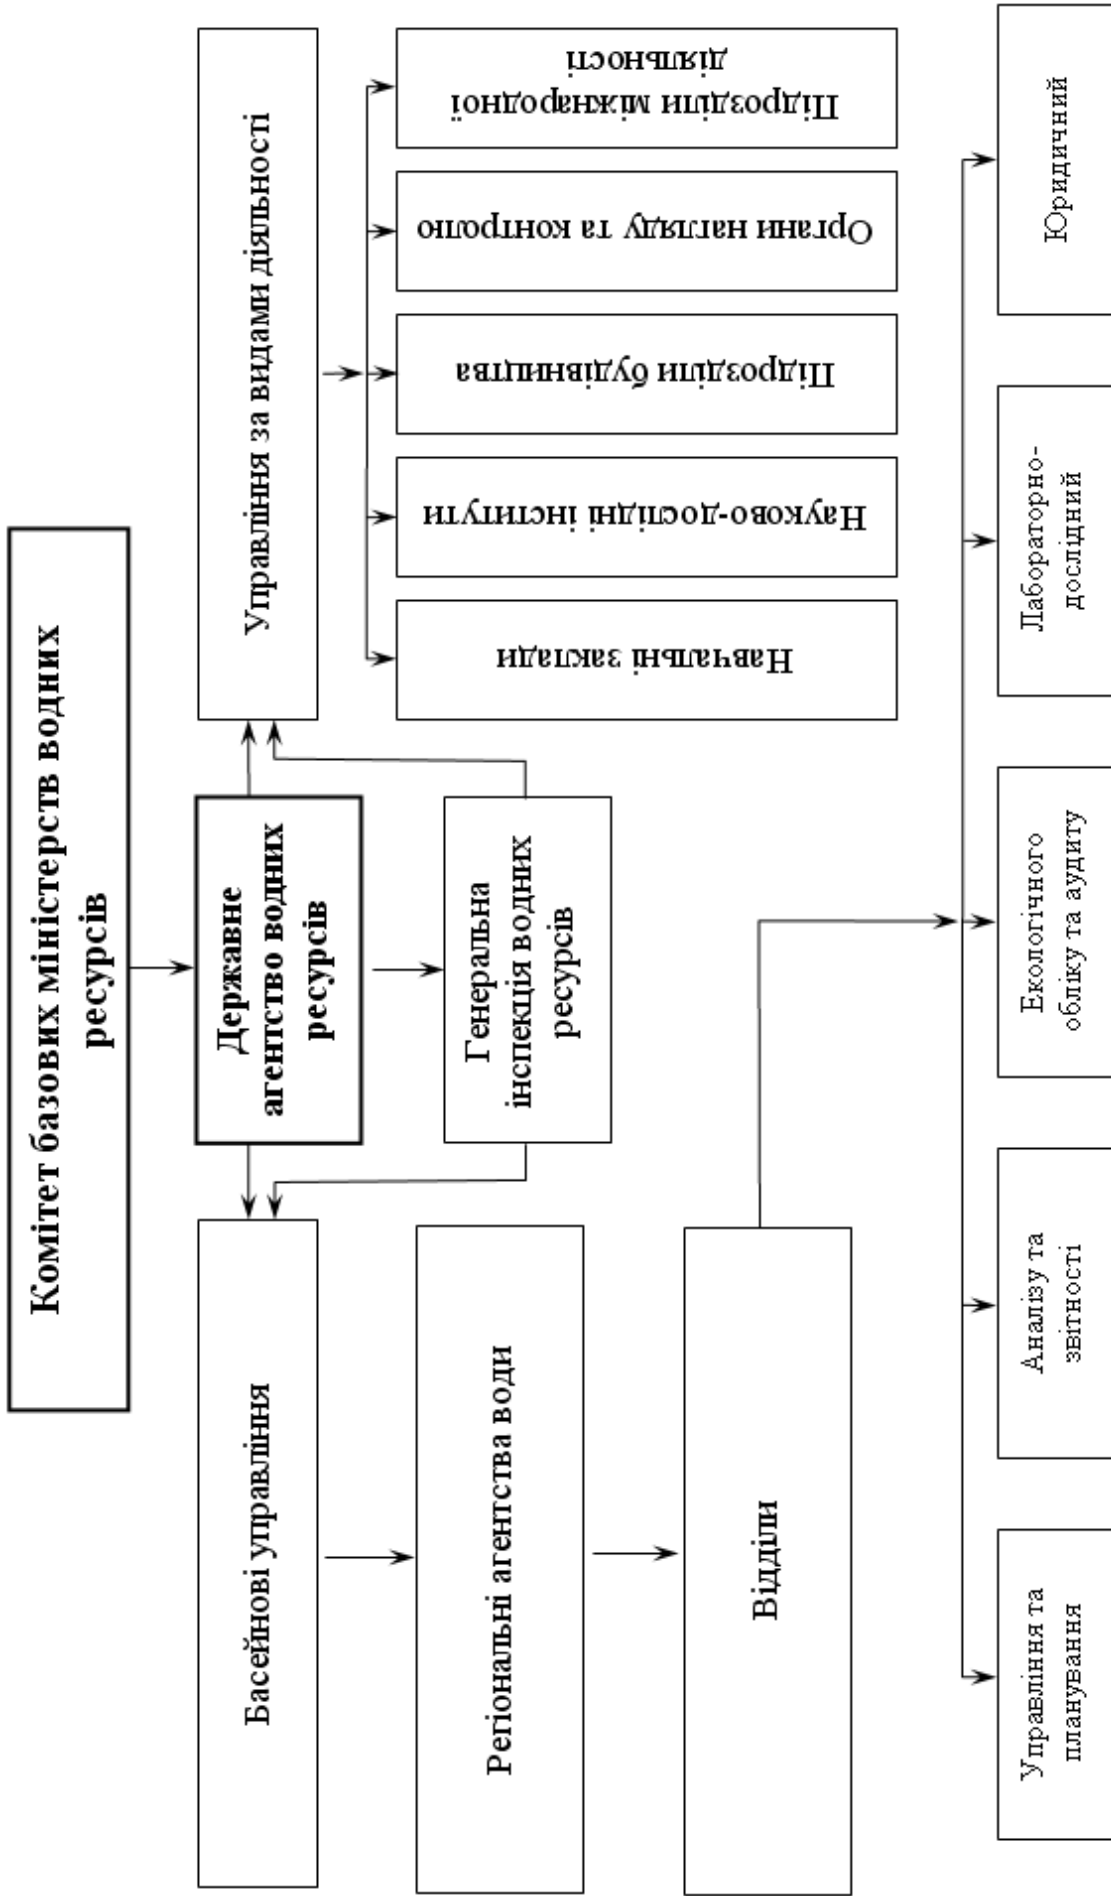 Комітет базових міністерств водних
ресурсів
Державне
агентство водних
ресурсів
Басейнові управління
Управління за видами діяльності
Генеральна
інспекція водних
ресурсів
Регіональні агентства води
Навчальні заклади
Науково-дослідні інститути
Підрозділи будівництва
Органи нагляду та контролю
Підрозділи міжнародної
діяльності
Відділи
Управління та
планування
Аналізу та
звітності
Екологічного
обліку та аудиту
Лабораторно-
дослідний
Юридичний